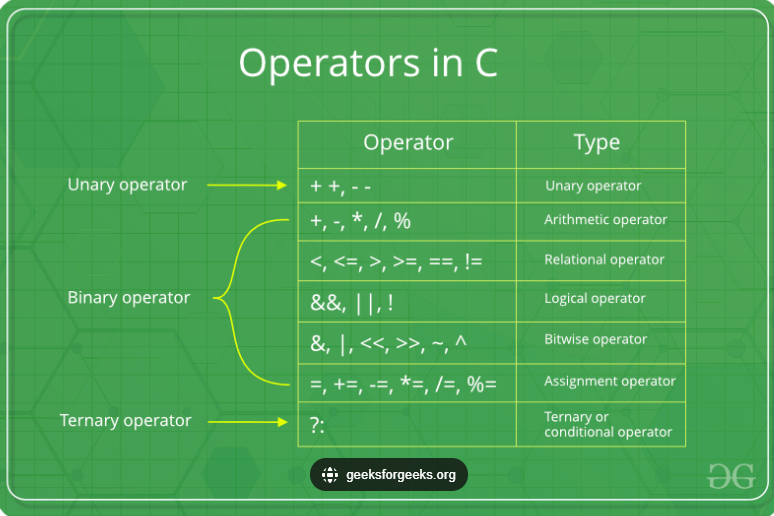 Operators in C
Operator Type
Unary operator + +, - - Unary operator
+, -, *, /, % Arithmetic operator
<, <=, >, >=, ==, != Relational operator
Binary operator &&, ||, ! Logical operator
&, |, <<, >>, ~, ^ Bitwise operator
=, +=, -=, *=, /=, %= Assignment operator
Ternary operator ?: Ternary or
conditional operator
geeksforgeeks.org